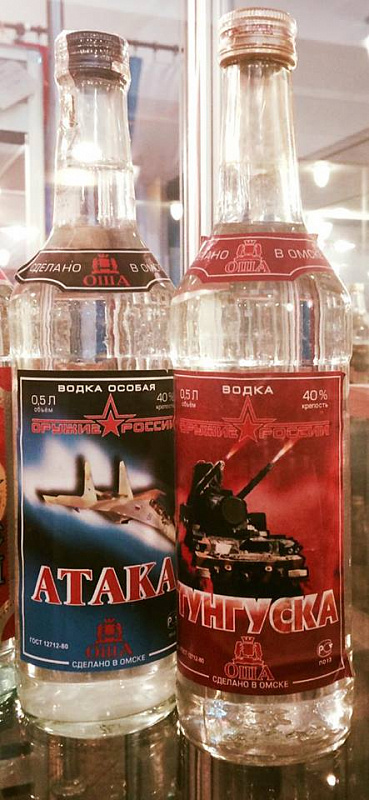 СДЕЛАНО В ОМСКЕ
ОША
ВОДКА ОСОБАЯ
0,5 Л 40%
объём крепость
ОРУЖИЕ РОССИИ
АТАКА
ГОСТ 12712-80
ОША
СДЕЛАНО В ОМСКЕ
В ОМСКЕ
ОША
ВОДКА
0,5 Л 40%
объём крепость
ОРУЖИЕ РОССИИ
ТУНГУСКА
ГОСТ 12712-80
ОША
СДЕЛАНО В ОМСКЕ